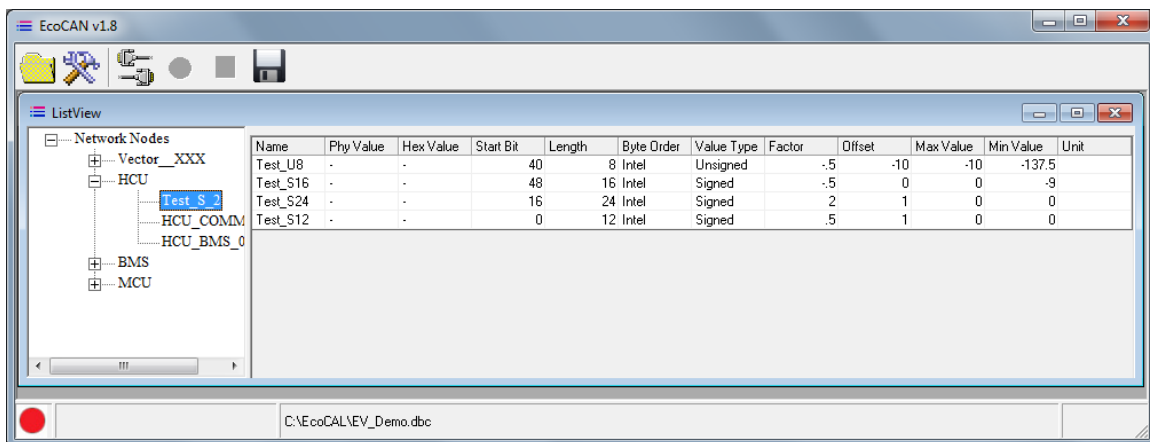 EcoCAN v1.8
ListView
Network Nodes
Vector__XXX
HCU
Test_S_2
HCU_COMM
HCU_BMS_0
BMS
MCU
Name Phy Value Hex Value Start Bit Length Byte Order Value Type Factor Offset Max Value Min Value Unit
Test_U8 - - 40 8 Intel Unsigned -.5 -10 -10 -137.5
Test_S16 - - 48 16 Intel Signed -.5 0 0 -9
Test_S24 - - 16 24 Intel Signed 2 1 0 0
Test_S12 - - 0 12 Intel Signed .5 1 0 0
C:\EcoCAL\EV_Demo.dbc